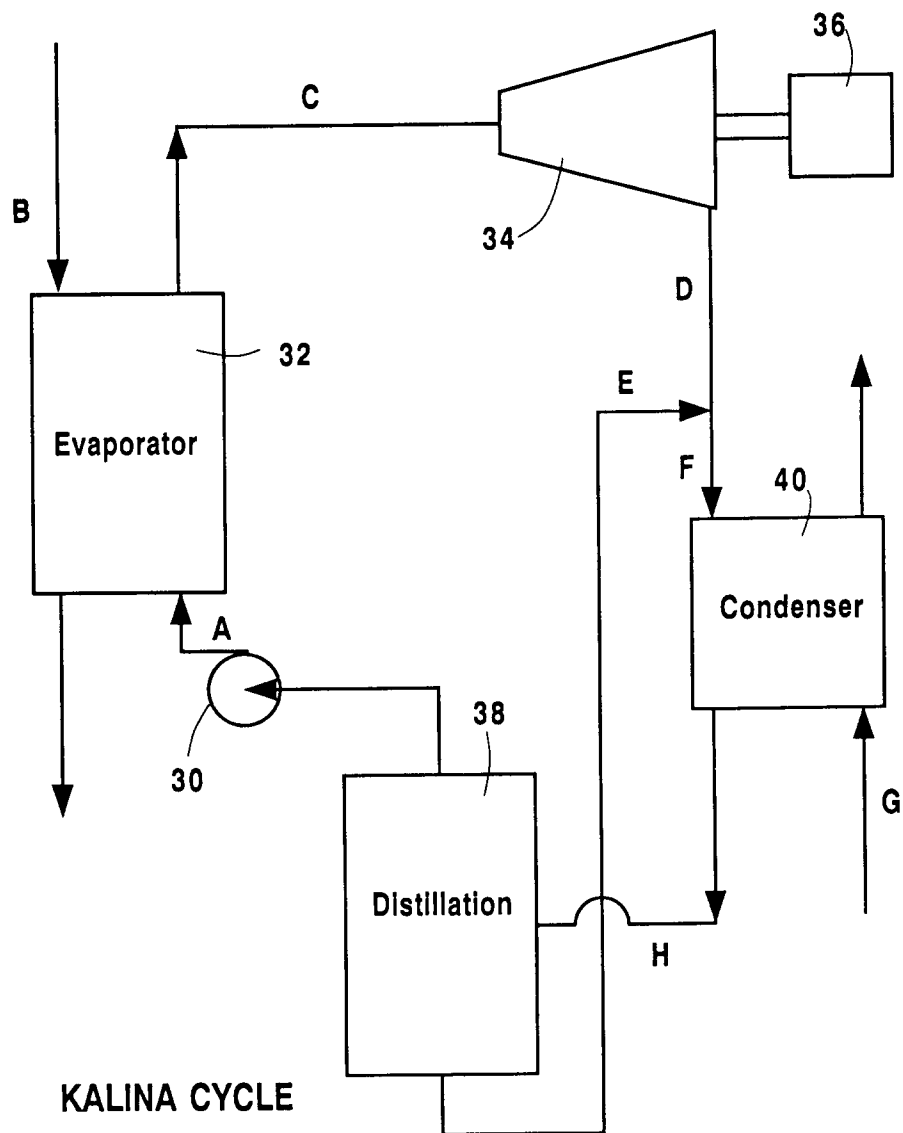 36
C
B
34
D
32
E
Evaporator
F
40
Condenser
A
38
30
G
Distillation
H
KALINA CYCLE